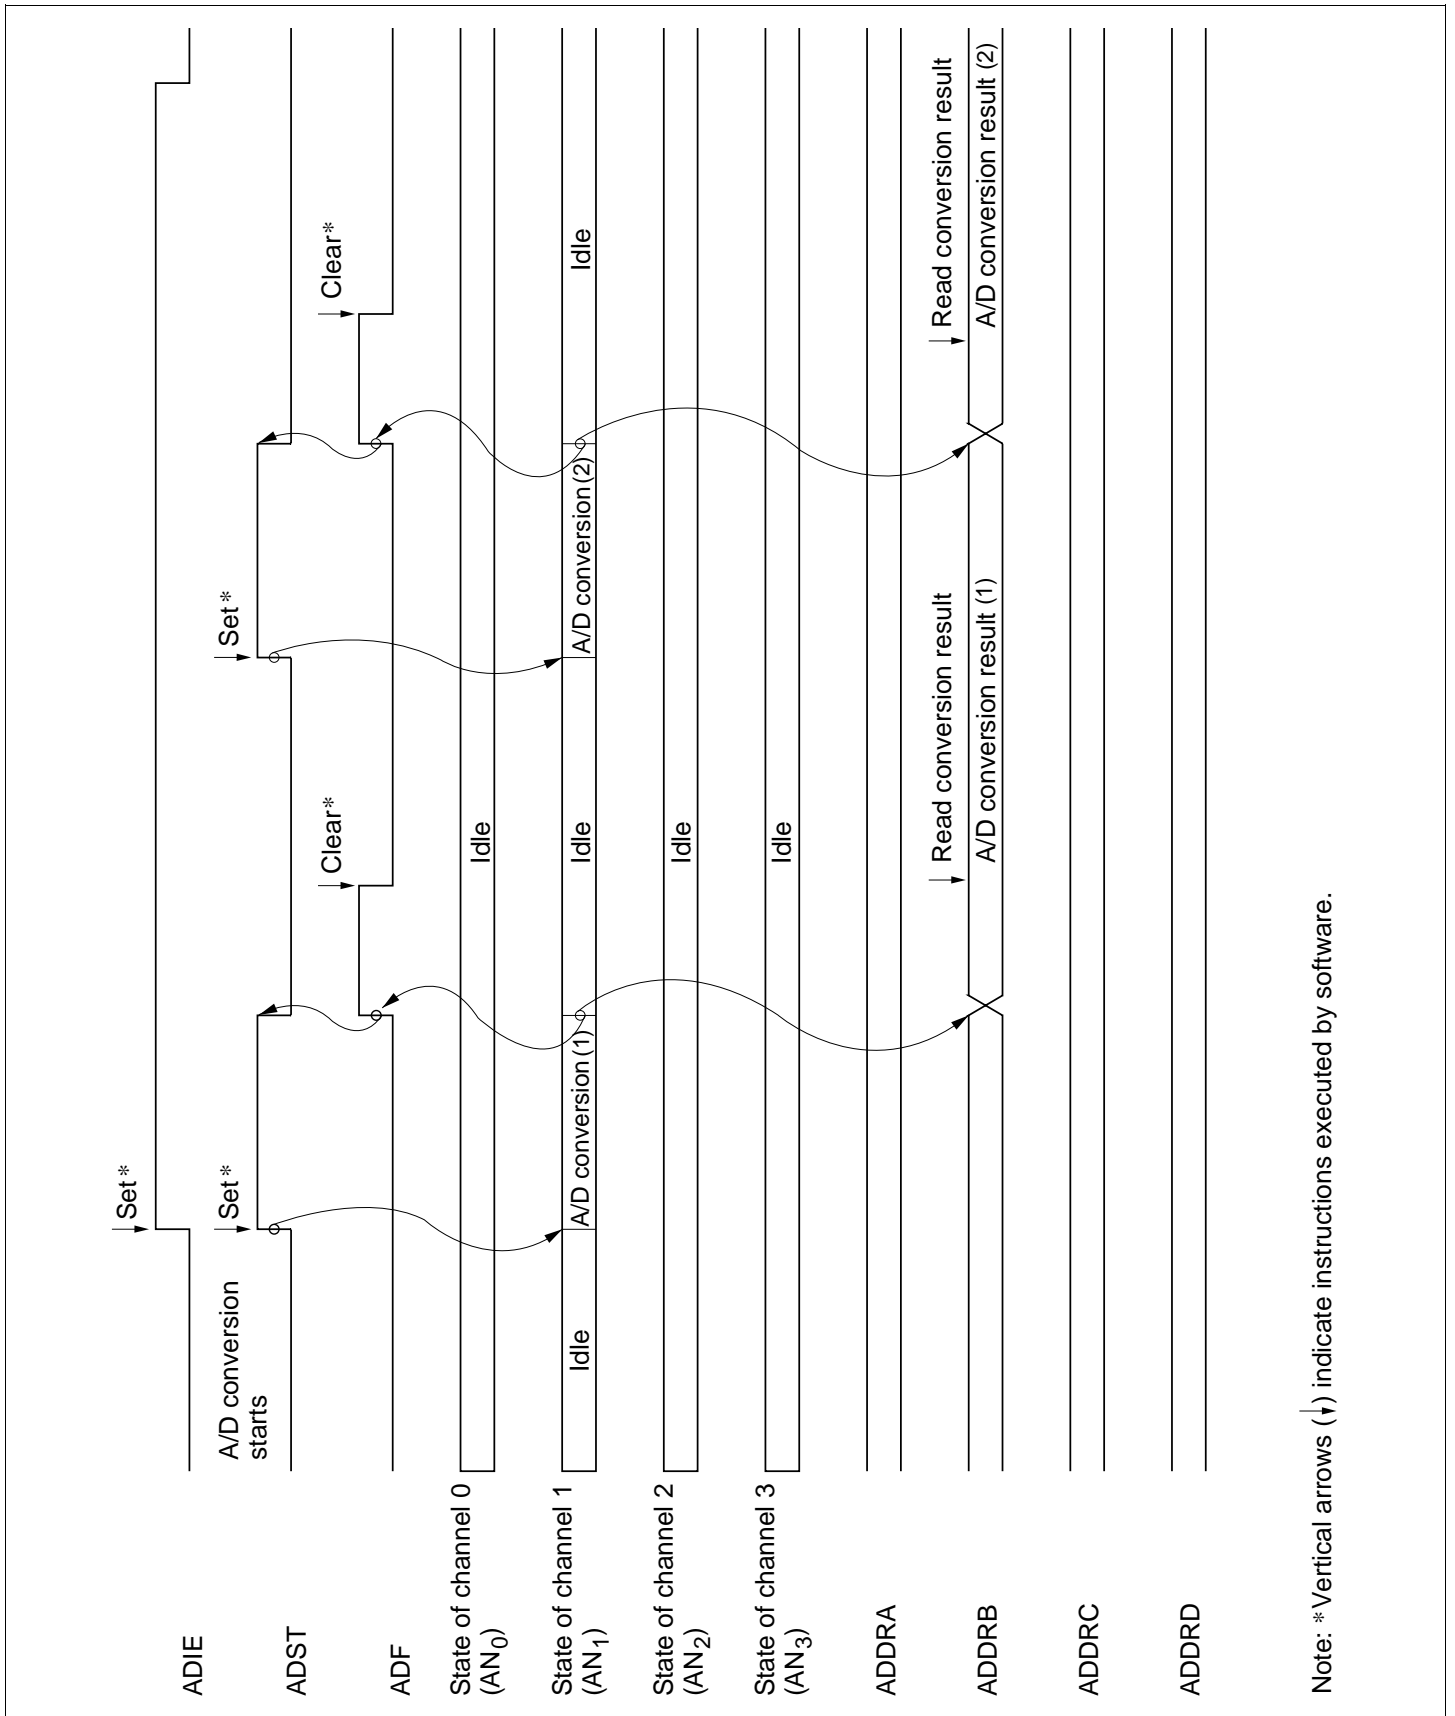 Set*
ADIE
A/D conversion starts
Set*
Set*
ADST
Clear*
Clear*
ADF
State of channel 0
(AN0)
Idle
State of channel 1
(AN1)
Idle
A/D conversion (1)
Idle
A/D conversion (2)
Idle
State of channel 2
(AN2)
Idle
State of channel 3
(AN3)
Idle
ADDRA
Read conversion result
Read conversion result
ADDRB
A/D conversion result (1)
A/D conversion result (2)
ADDRC
ADDRD
Note: * Vertical arrows (↓) indicate instructions executed by software.